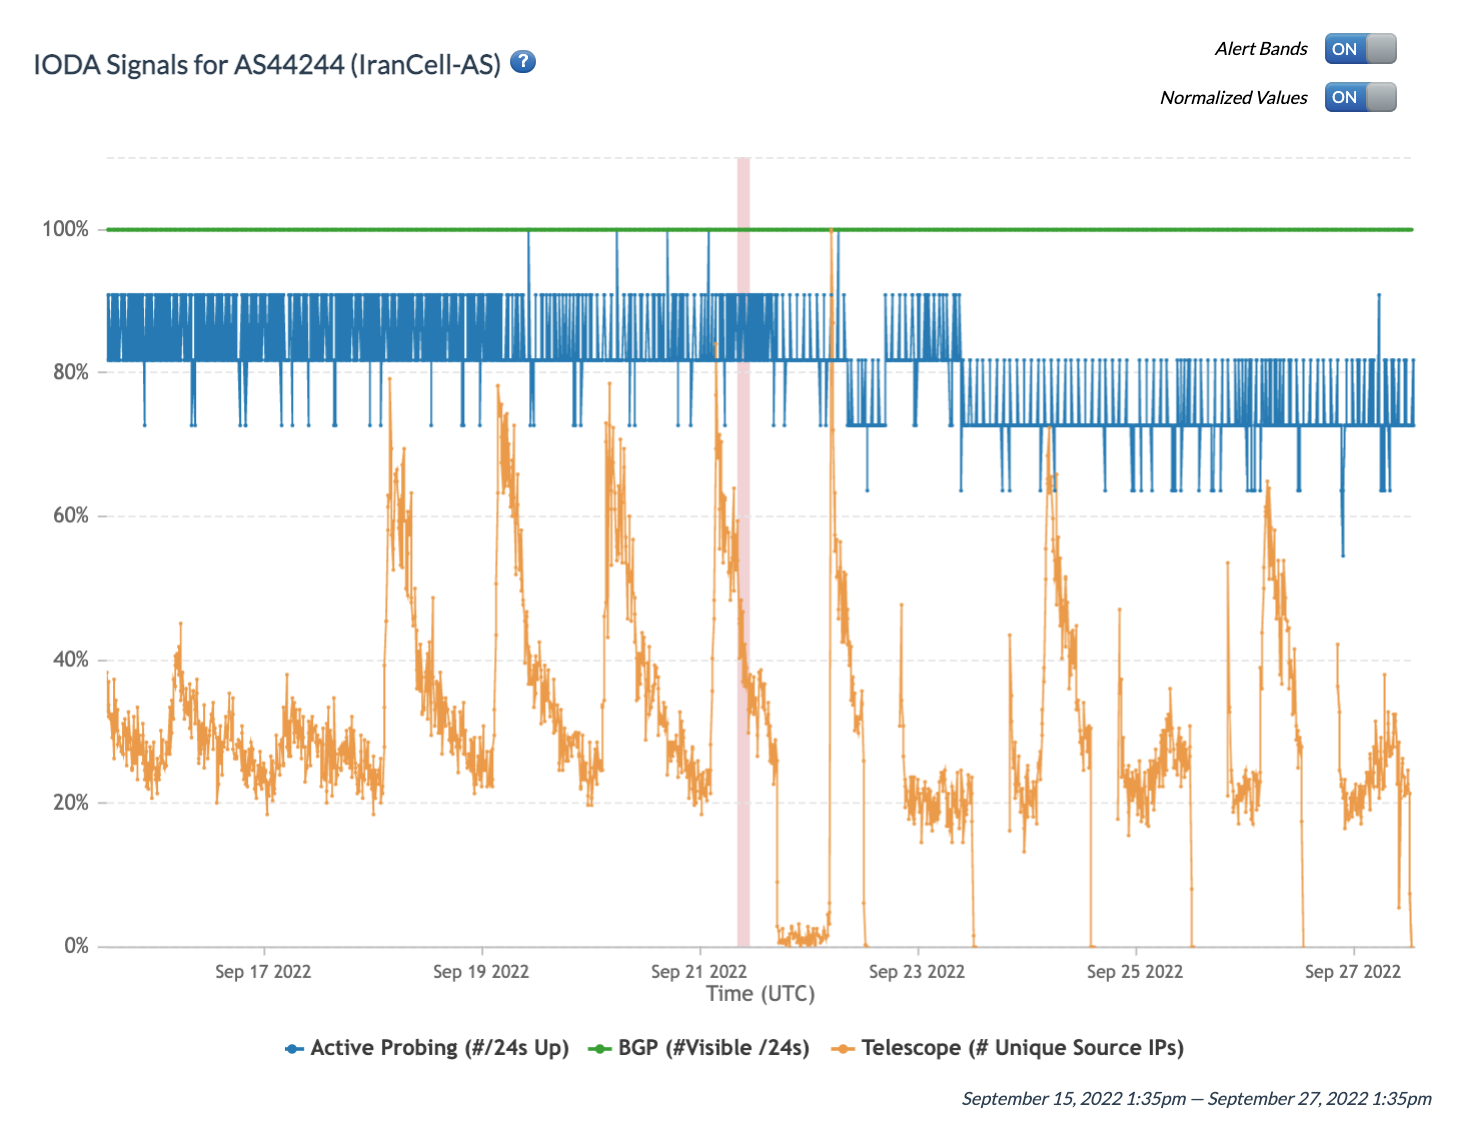 IODA Signals for AS44244 (IranCell-AS) ?
Alert Bands ON
Normalized Values ON
100%
80%
60%
40%
20%
0%
Sep 17 2022 Sep 19 2022 Sep 21 2022 Sep 23 2022 Sep 25 2022 Sep 27 2022
Time (UTC)
Active Probing (#/24s Up) BGP (#Visible /24s) Telescope (# Unique Source IPs)
September 15, 2022 1:35pm — September 27, 2022 1:35pm